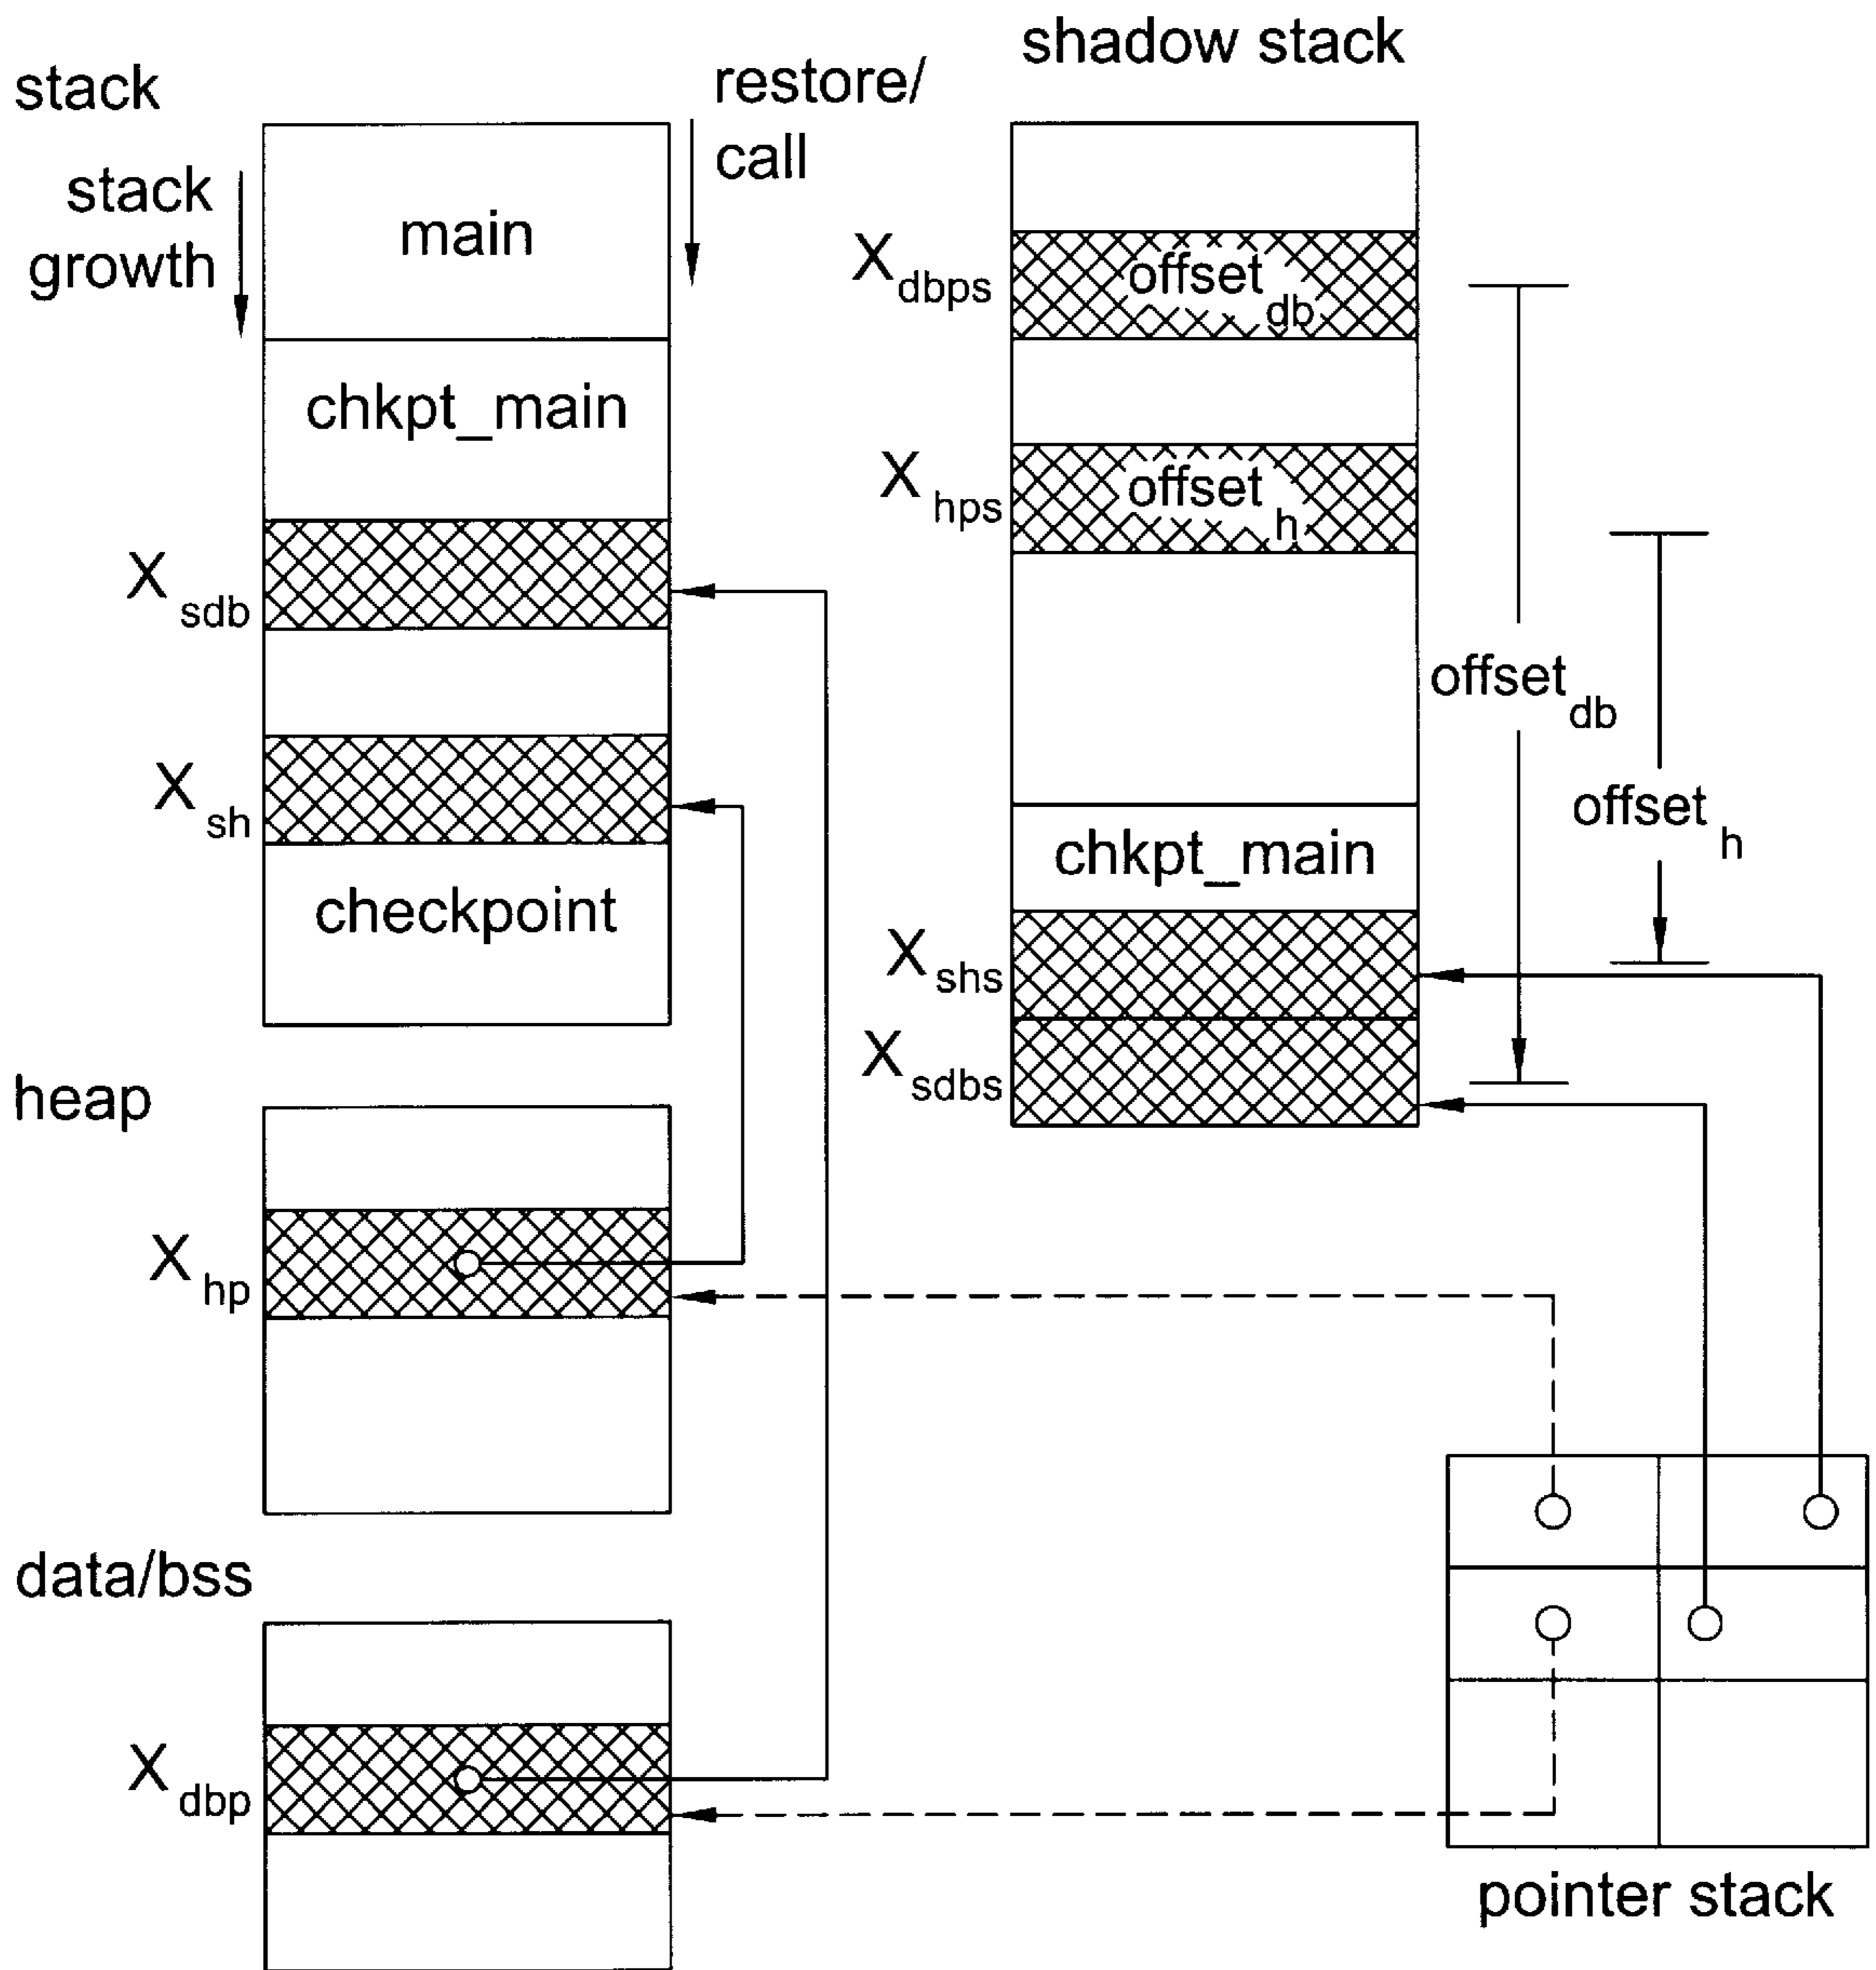 shadow stack
stack
restore/
call
stack
growth
main
X dbps
offset db
chkpt_main
X hps
offset h
X sdb
offset db
X sh
offset h
chkpt_main
checkpoint
X shs
X sdbs
heap
X hp
data/bss
X dbp
pointer stack